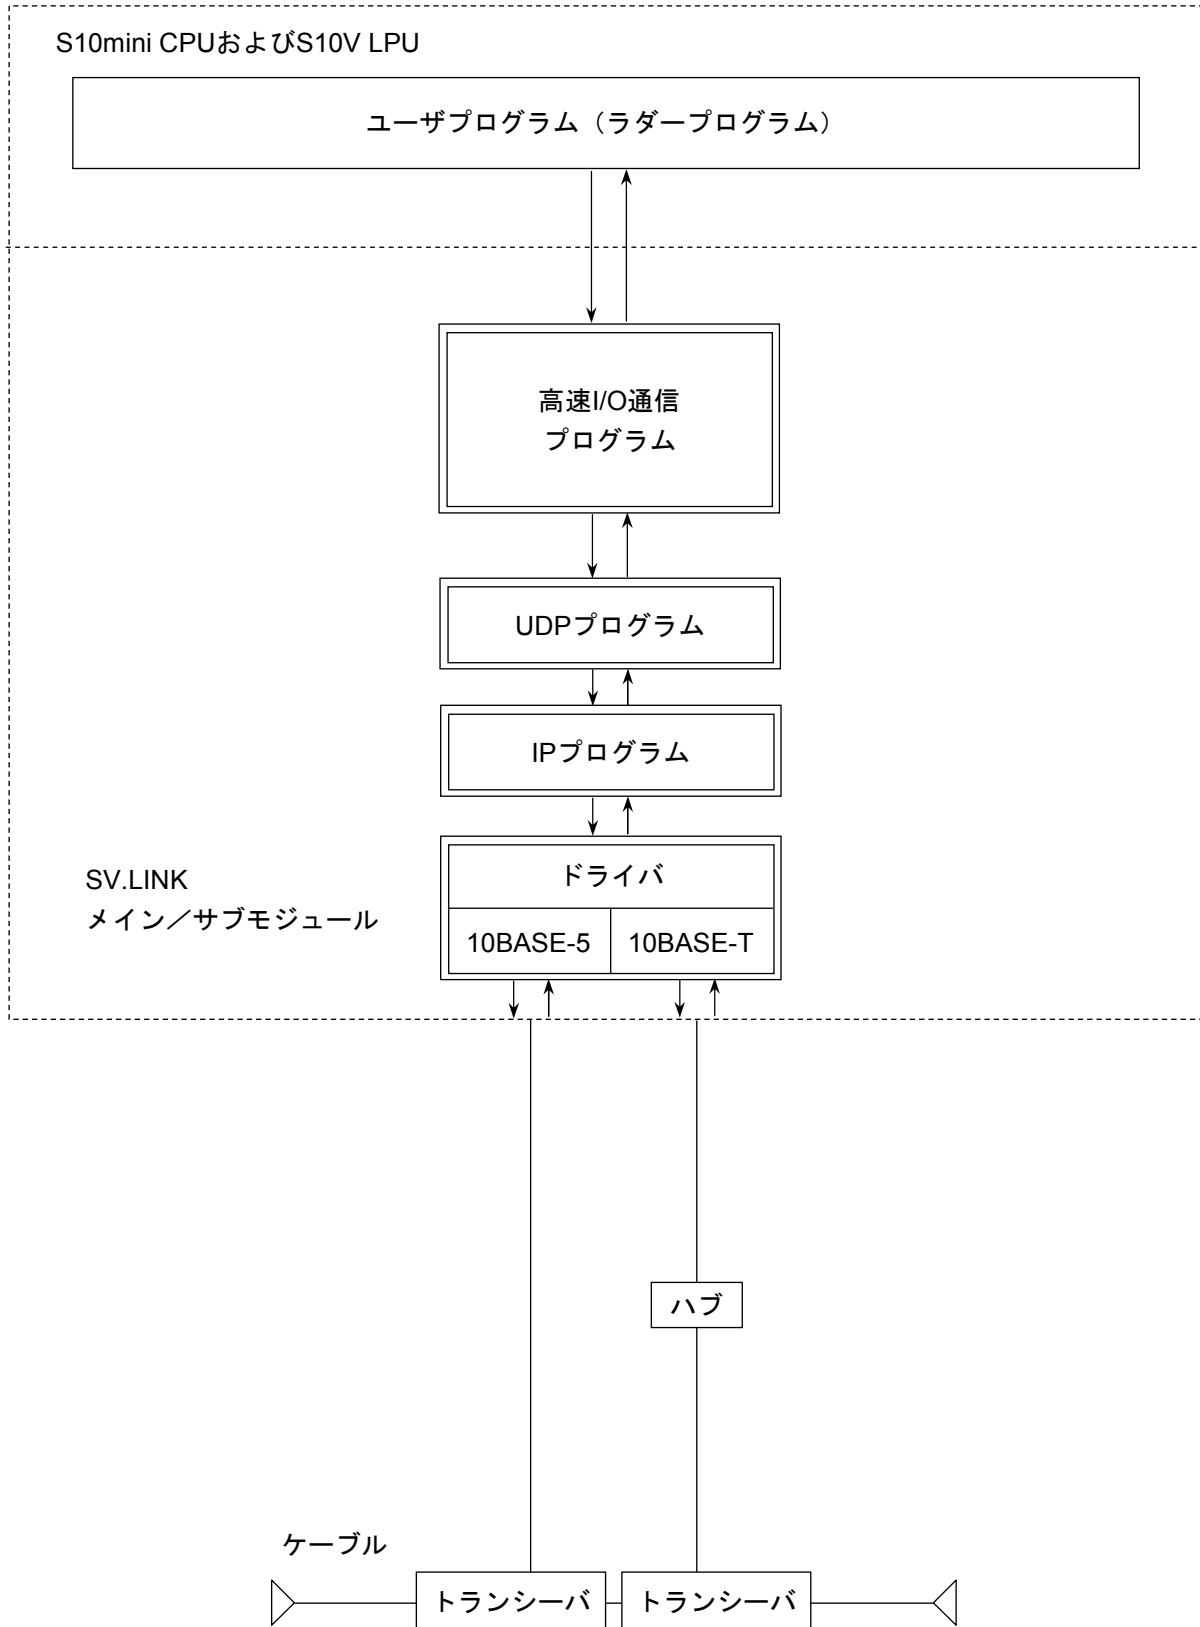 S10mini CPUおよびS10V LPU
ユーザプログラム（ラダープログラム）
高速I/O通信
プログラム
UDPプログラム
IPプログラム
ドライバ
SV.LINK
メイン／サブモジュール
10BASE-5
10BASE-T
ハブ
ケーブル
トランシーバ
トランシーバ